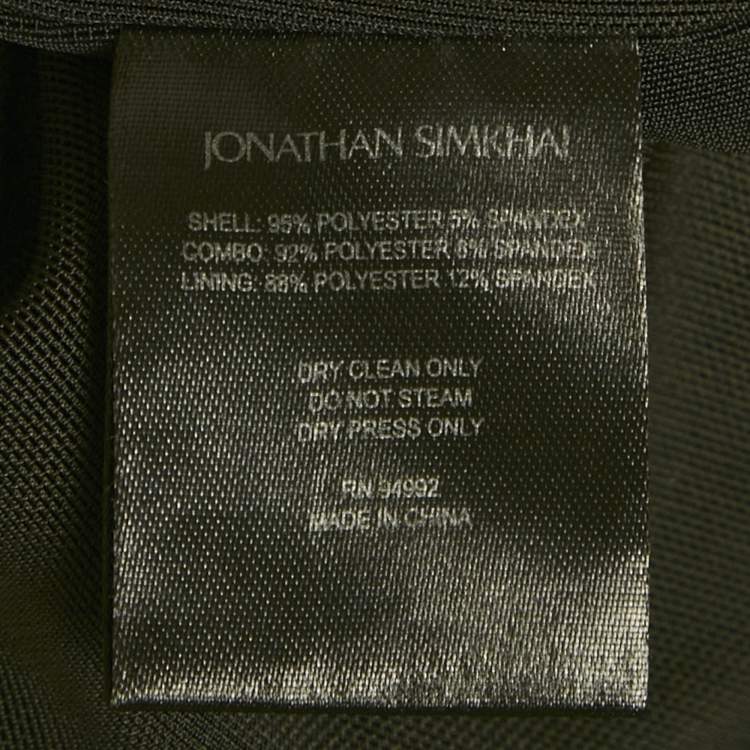 JONATHAN SIMKHAI
SHELL: 95% POLYESTER 5% SPANDEX
COMBO: 92% POLYESTER 8% SPANDEX
LINING: 88% POLYESTER 12% SPANDEX
DRY CLEAN ONLY
DO NOT STEAM
DRY PRESS ONLY
RN 94992
MADE IN CHINA